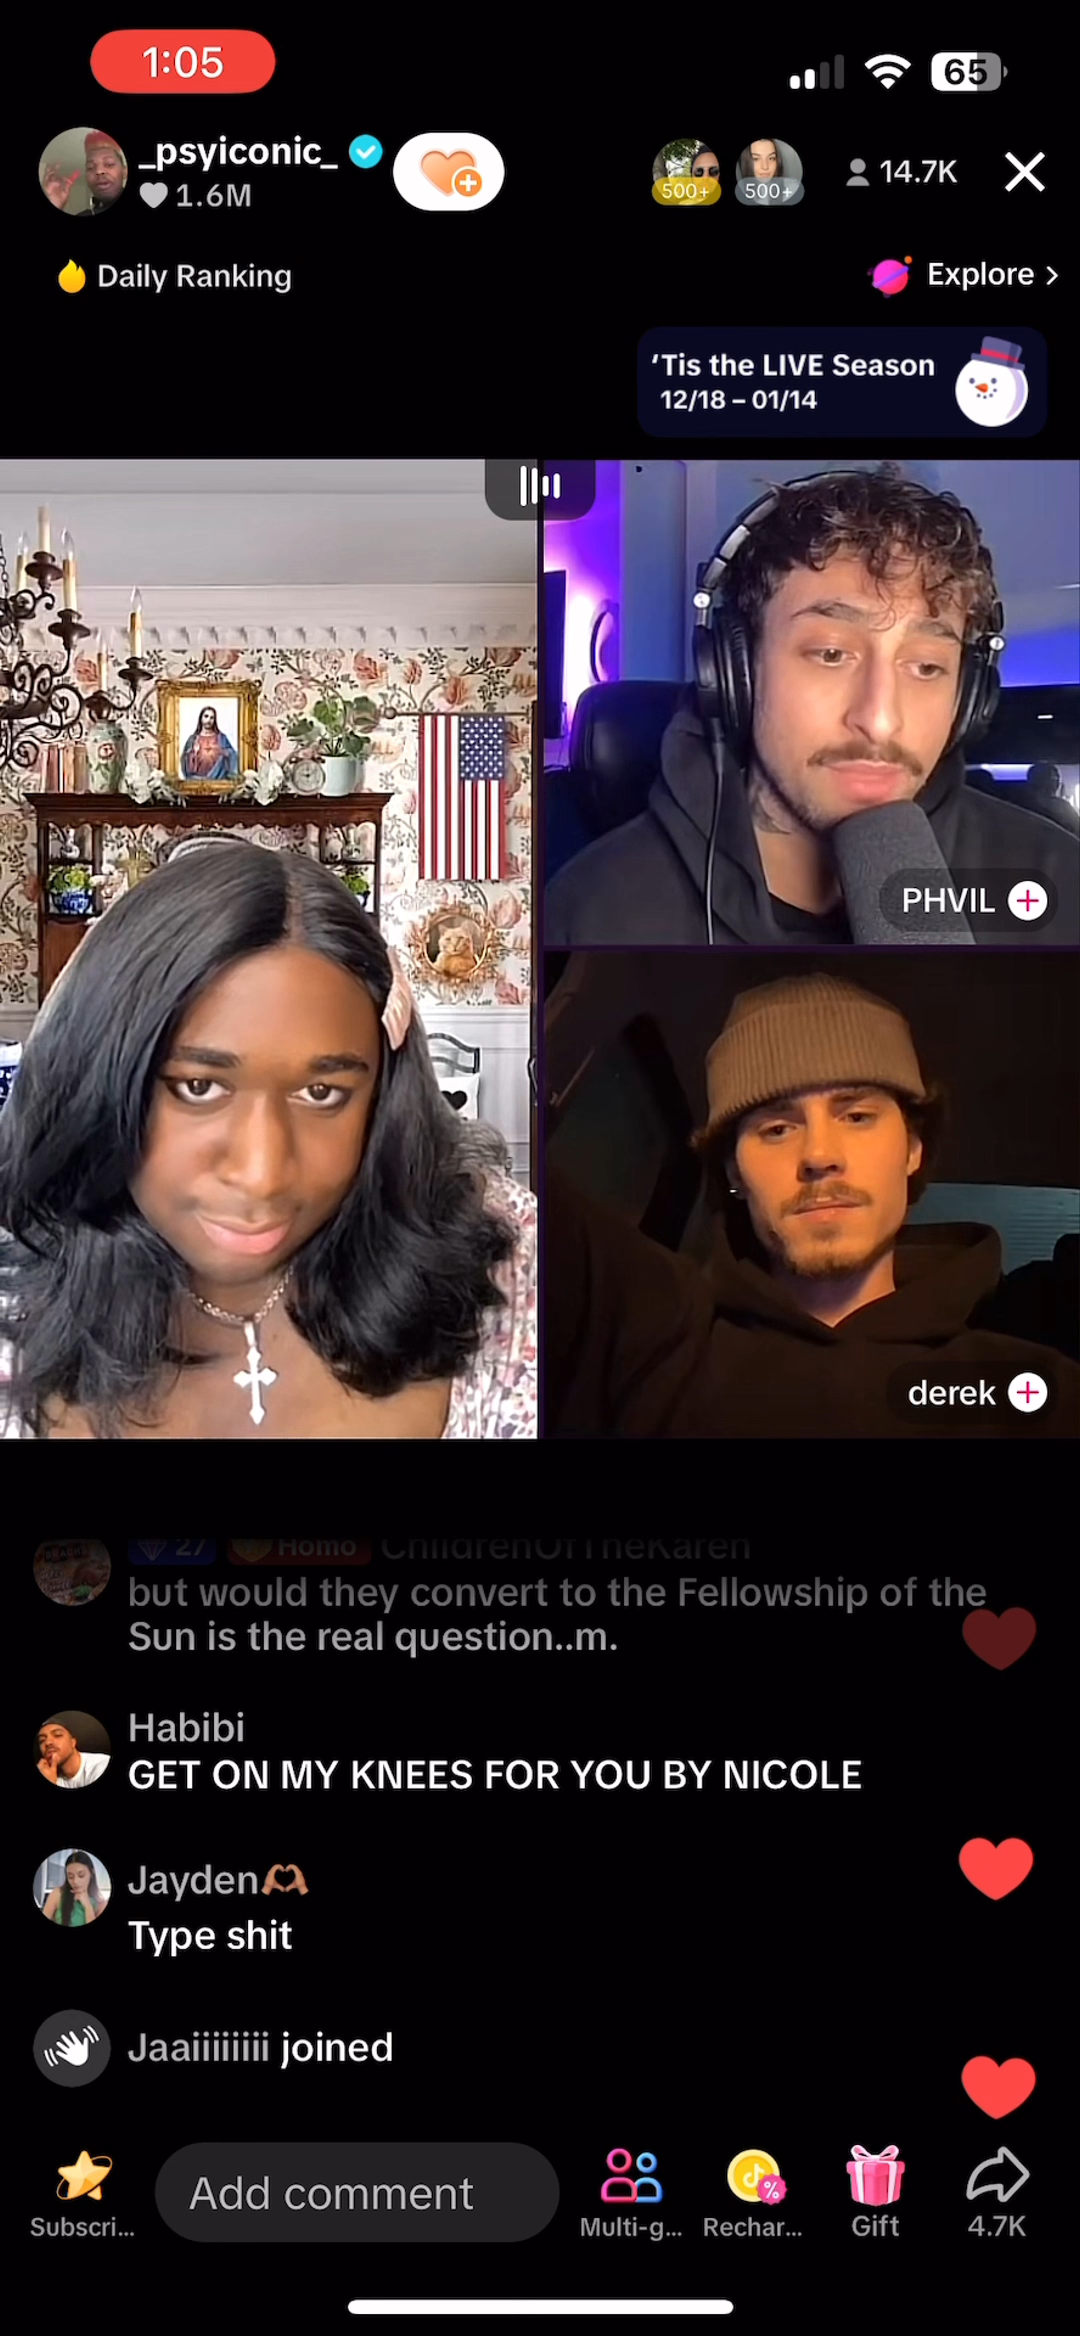 1:05
65
_psyiconic_
1.6M
500+
500+
14.7K
Daily Ranking
Explore >
'Tis the LIVE Season
12/18 – 01/14
PHVIL
derek
27 Homo ChildrenOfTheKaren
but would they convert to the Fellowship of the
Sun is the real question..m.
Habibi
GET ON MY KNEES FOR YOU BY NICOLE
Jayden🫶🏽
Type shit
Jaaiiiiiiii joined
Add comment
Subscri...
Multi-g...
Rechar...
Gift
4.7K